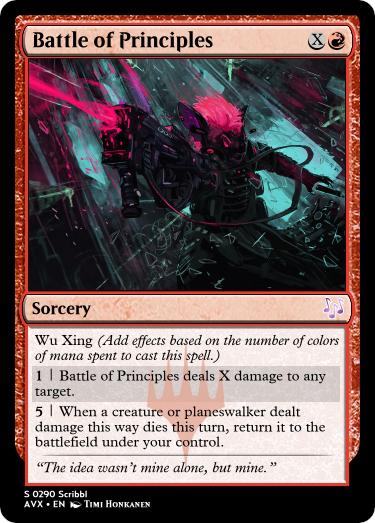 Battle of Principles X
Sorcery
Wu Xing (Add effects based on the number of colors
of mana spent to cast this spell.)
1 | Battle of Principles deals X damage to any
target.
5 | When a creature or planeswalker dealt
damage this way dies this turn, return it to the
battlefield under your control.
“The idea wasn't mine alone, but mine.”
S 0290 Scribbl
AVX • EN Timi Honkanen